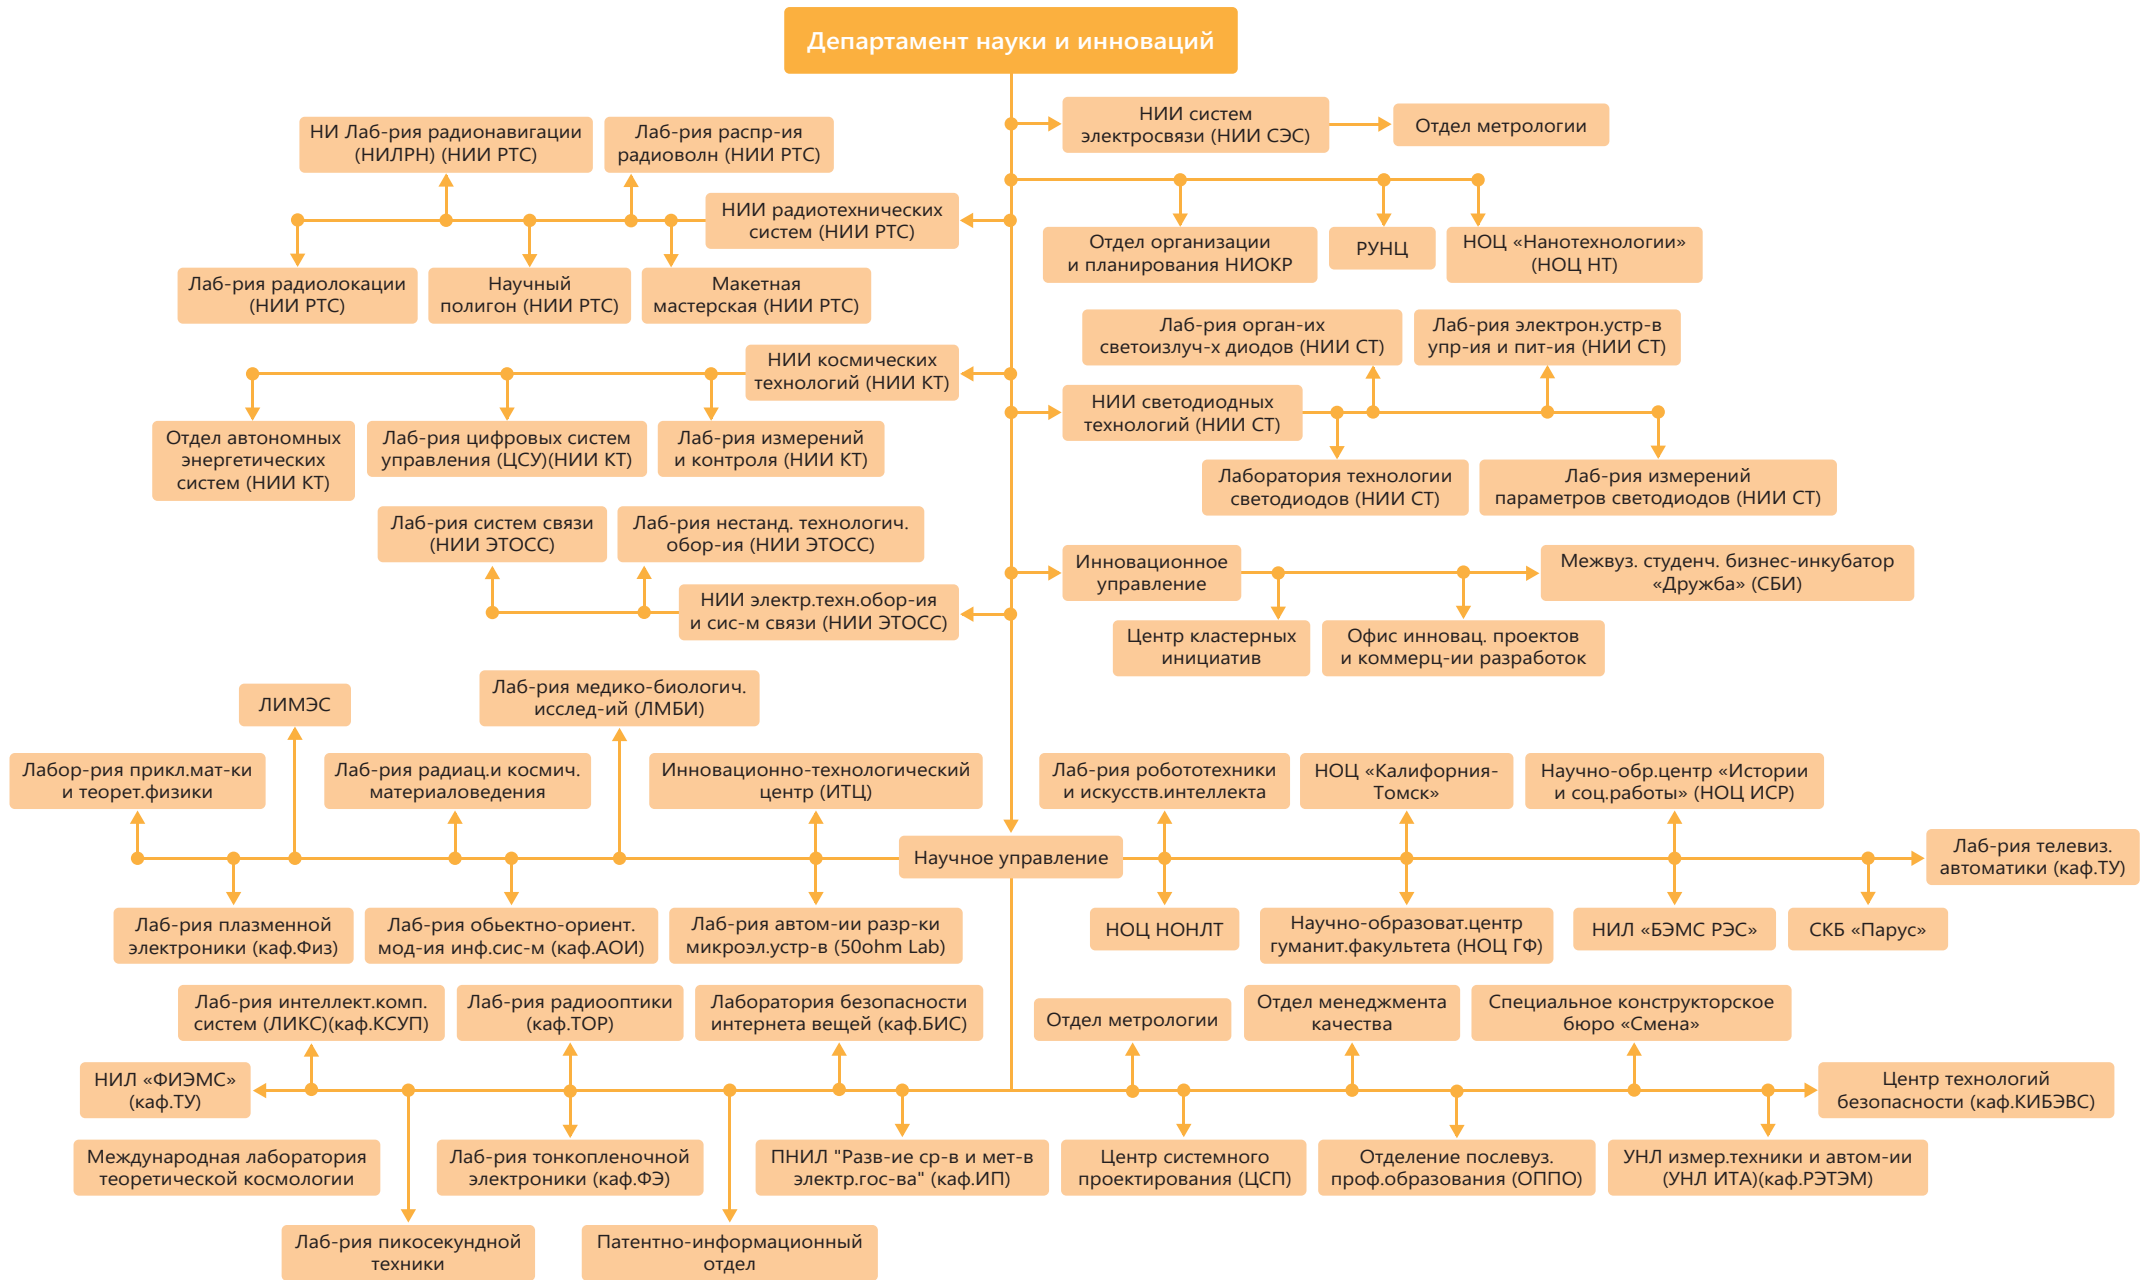 Департамент науки и инноваций
НИИ систем
электросвязи (НИИ СЭС)
Отдел метрологии
НИ Лаб-рия радионавигации
(НИЛРН) (НИИ РТС)
Лаб-рия распр-ия
радиоволн (НИИ РТС)
НИИ радиотехнических
систем (НИИ РТС)
Лаб-рия радиолокации
(НИИ РТС)
Научный
полигон (НИИ РТС)
Макетная
мастерская (НИИ РТС)
Отдел организации
и планирования НИОКР
РУНЦ
НОЦ «Нанотехнологии»
(НОЦ НТ)
НИИ космических
технологий (НИИ КТ)
Отдел автономных
энергетических
систем (НИИ КТ)
Лаб-рия цифровых систем
управления (ЦСУ)(НИИ КТ)
Лаб-рия измерений
и контроля (НИИ КТ)
Лаб-рия орган-их
светоизлуч-х диодов (НИИ СТ)
Лаб-рия электрон.устр-в
упр-ия и пит-ия (НИИ СТ)
НИИ светодиодных
технологий (НИИ СТ)
Лаборатория технологии
светодиодов (НИИ СТ)
Лаб-рия измерений
параметров светодиодов (НИИ СТ)
Лаб-рия систем связи
(НИИ ЭТОСС)
Лаб-рия нестанд. технологич.
обор-ия (НИИ ЭТОСС)
НИИ электр.техн.обор-ия
и сис-м связи (НИИ ЭТОСС)
Инновационное
управление
Межвуз. студенч. бизнес-инкубатор
«Дружба» (СБИ)
Центр кластерных
инициатив
Офис инновац. проектов
и коммерц-ии разработок
ЛИМЭС
Лаб-рия медико-биологич.
исслед-ий (ЛМБИ)
Лабор-рия прикл.мат-ки
и теорет.физики
Лаб-рия радиац.и космич.
материаловедения
Инновационно-технологический
центр (ИТЦ)
Лаб-рия робототехники
и искусств.интеллекта
НОЦ «Калифорния-
Томск»
Научно-обр.центр «Истории
и соц.работы» (НОЦ ИСР)
Научное управление
Лаб-рия телевиз.
автоматики (каф.ТУ)
Лаб-рия плазменной
электроники (каф.Физ)
Лаб-рия обьектно-ориент.
мод-ия инф.сис-м (каф.АОИ)
Лаб-рия автом-ии разр-ки
микроэл.устр-в (50ohm Lab)
НОЦ НОНЛТ
Научно-образоват.центр
гуманит.факультета (НОЦ ГФ)
НИЛ «БЭМС РЭС»
СКБ «Парус»
Лаб-рия интеллект.комп.
систем (ЛИКС)(каф.КСУП)
Лаб-рия радиооптики
(каф.ТОР)
Лаборатория безопасности
интернета вещей (каф.БИС)
Отдел метрологии
Отдел менеджмента
качества
Специальное конструкторское
бюро «Смена»
НИЛ «ФИЭМС»
(каф.ТУ)
Центр технологий
безопасности (каф.КИБЭВС)
Международная лаборатория
теоретической космологии
Лаб-рия тонкопленочной
электроники (каф.ФЭ)
ПНИЛ "Разв-ие ср-в и мет-в
электр.гос-ва" (каф.ИП)
Центр системного
проектирования (ЦСП)
Отделение послевуз.
проф.образования (ОППО)
УНЛ измер.техники и автом-ии
(УНЛ ИТА)(каф.РЭТЭМ)
Лаб-рия пикосекундной
техники
Патентно-информационный
отдел